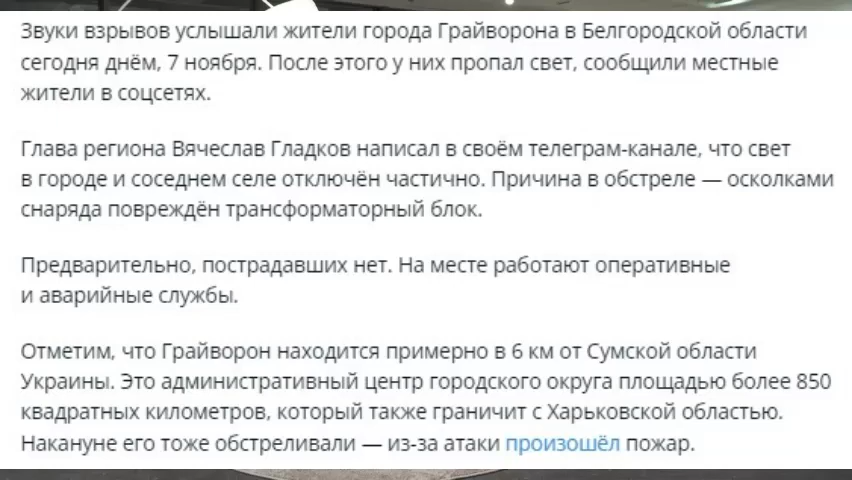 Звуки взрывов услышали жители города Грайворона в Белгородской области
сегодня днём, 7 ноября. После этого у них пропал свет, сообщили местные
жители в соцсетях.
Глава региона Вячеслав Гладков написал в своём телеграм-канале, что свет
в городе и соседнем селе отключён частично. Причина в обстреле — осколками
снаряда повреждён трансформаторный блок.
Предварительно, пострадавших нет. На месте работают оперативные
и аварийные службы.
Отметим, что Грайворон находится примерно в 6 км от Сумской области
Украины. Это административный центр городского округа площадью более 850
квадратных километров, который также граничит с Харьковской областью.
Накануне его тоже обстреливали — из-за атаки произошёл пожар.